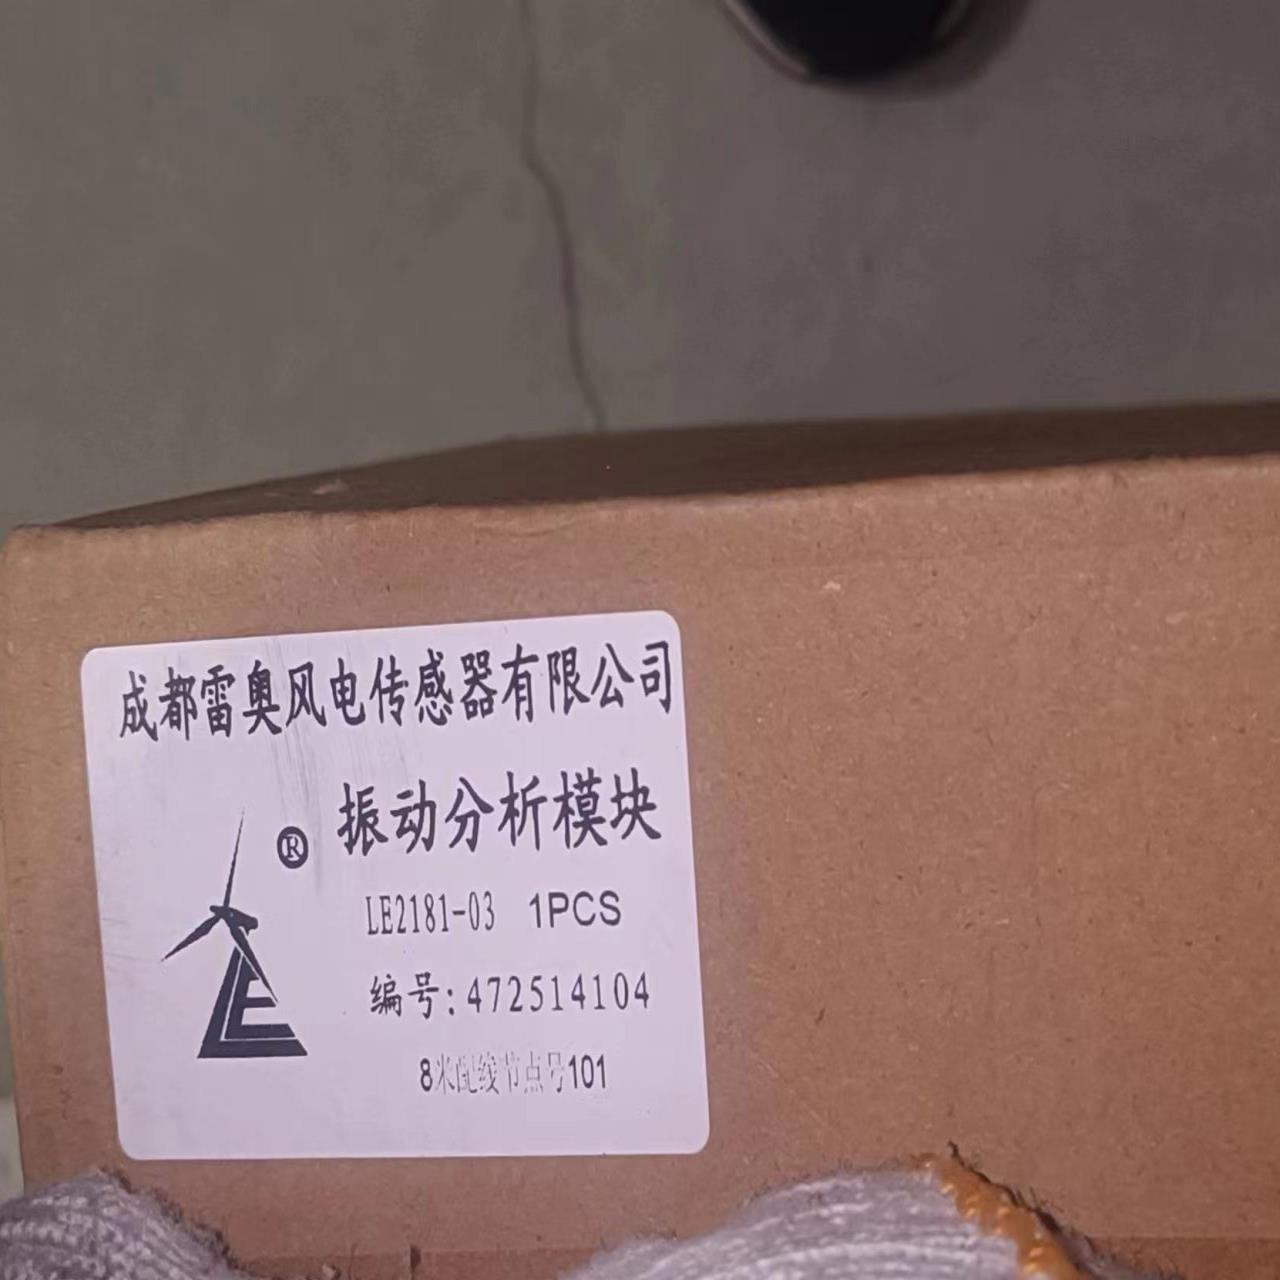 成都雷奥风电传感器有限公司
®
振动分析模块
LE2181-03 1PCS
编号:472514104
8米配线节点号101
LE